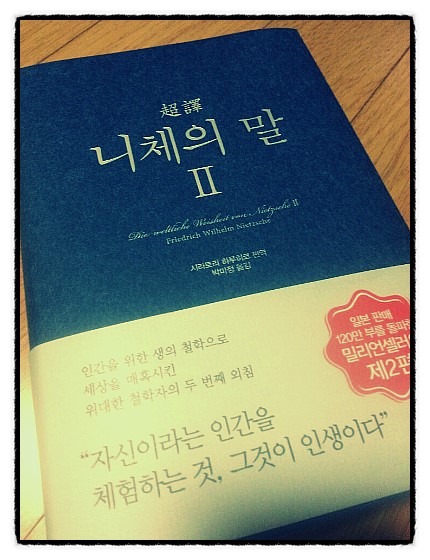 超譯
니체의 말
II
Die weltliche Weisheit von Nietzsche II
Friedrich Wilhelm Nietzsche
시라토리 하루히코 편역
박미정 옮김
일본 판매
120만 부를 돌파한
밀리언셀러
제2편
인간을 위한 생의 철학으로
세상을 매혹시킨
위대한 철학자의 두 번째 외침
“자신이라는 인간을
체험하는 것, 그것이 인생이다”